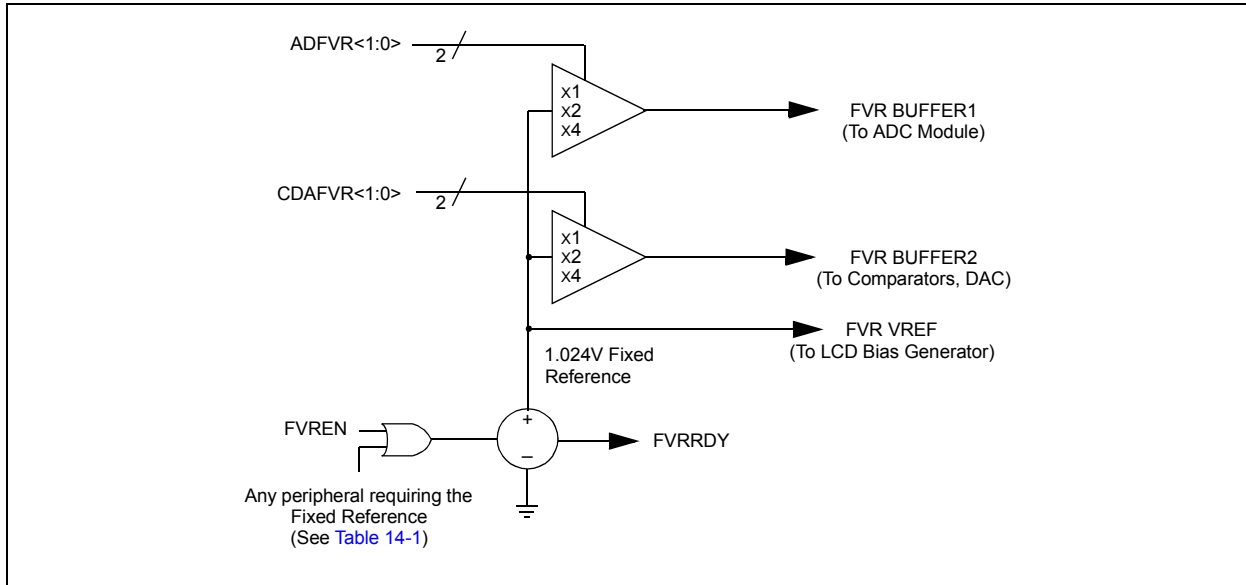 ADFVR<1:0>
2
X1
X2
X4
FVR BUFFER1
(To ADC Module)
CDAFVR<1:0>
2
X1
X2
X4
FVR BUFFER2
(To Comparators, DAC)
FVR VREF
(To LCD Bias Generator)
1.024V Fixed
Reference
+
–
FVREN
FVRRDY
Any peripheral requiring the
Fixed Reference
(See Table 14-1)